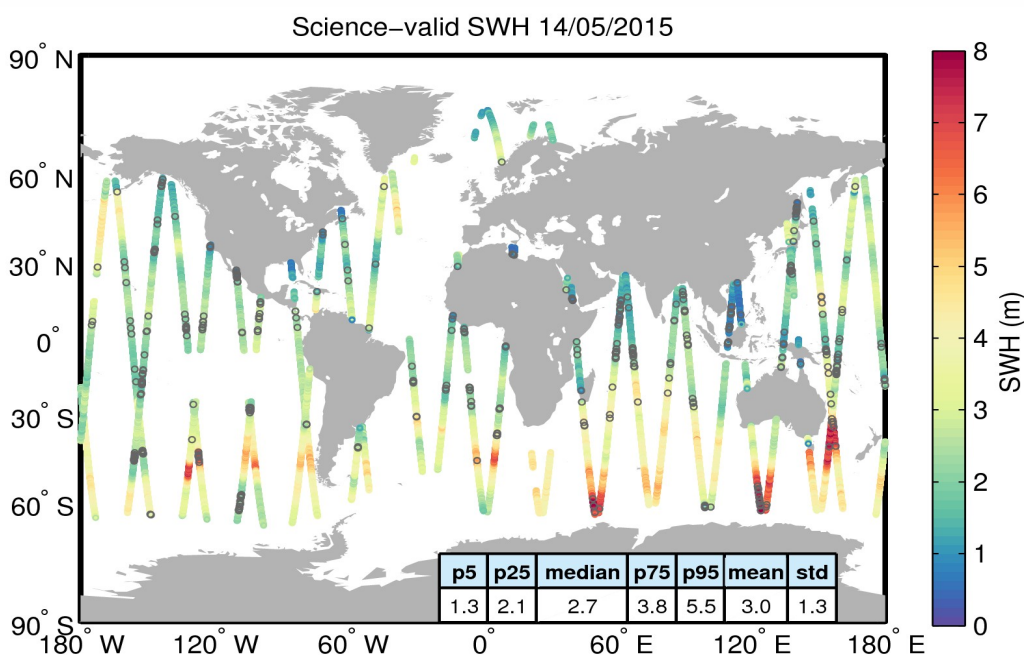 Science−valid SWH 14/05/2015
90° N
60° N
30° N
0°
30° S
60° S
90° S
180° W
120° W
60° W
0°
60° E
120° E
180° E
p5 p25 median p75 p95 mean std
1.3 2.1 2.7 3.8 5.5 3.0 1.3
8
7
6
5
4
3
2
1
0
SWH (m)